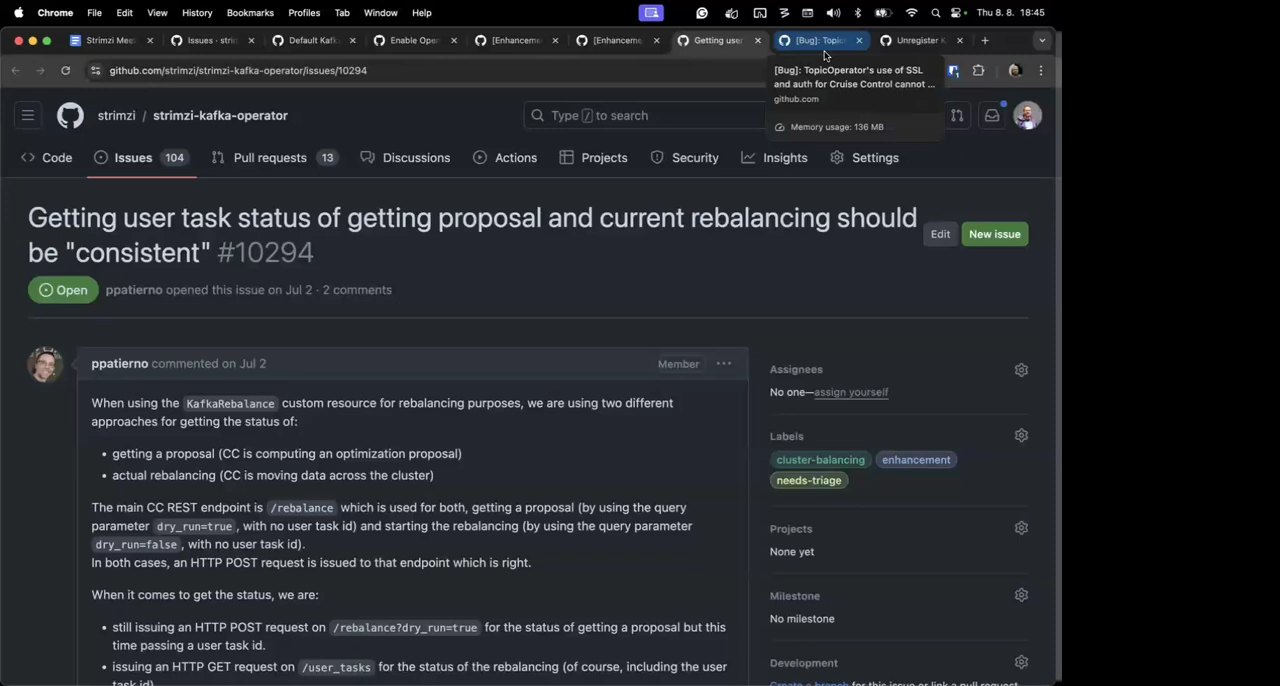 Chrome File Edit View History Bookmarks Profiles Tab Window Help Thu 8. 8. 18:45
Strimzi Mee Issues · stri Default Kafk Enable Ope [Enhanceme [Enhanceme Getting user [Bug]: Topic Unregister K
github.com/strimzi/strimzi-kafka-operator/issues/10294
[Bug]: TopicOperator's use of SSL
and auth for Cruise Control cannot ...
github.com
Memory usage: 136 MB
strimzi / strimzi-kafka-operator
Type / to search
Code Issues 104 Pull requests 13 Discussions Actions Projects Security Insights Settings
Getting user task status of getting proposal and current rebalancing should
be "consistent" #10294
Edit New issue
Open ppatierno opened this issue on Jul 2 · 2 comments
ppatierno commented on Jul 2 Member ···
When using the KafkaRebalance custom resource for rebalancing purposes, we are using two different
approaches for getting the status of:
• getting a proposal (CC is computing an optimization proposal)
• actual rebalancing (CC is moving data across the cluster)
The main CC REST endpoint is /rebalance which is used for both, getting a proposal (by using the query
parameter dry_run=true, with no user task id) and starting the rebalancing (by using the query parameter
dry_run=false, with no user task id).
In both cases, an HTTP POST request is issued to that endpoint which is right.
When it comes to get the status, we are:
• still issuing an HTTP POST request on /rebalance?dry_run=true for the status of getting a proposal but this
time passing a user task id.
• issuing an HTTP GET request on /user_tasks for the status of the rebalancing (of course, including the user
task id)
Assignees
No one—assign yourself
Labels
cluster-balancing enhancement
needs-triage
Projects
None yet
Milestone
No milestone
Development
Create a branch for this issue or link a pull request